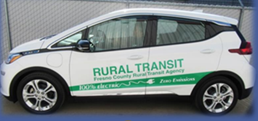 RURAL TRANSIT
Fresno County Rural Transit Agency
100% ELECTRIC Zero Emissions